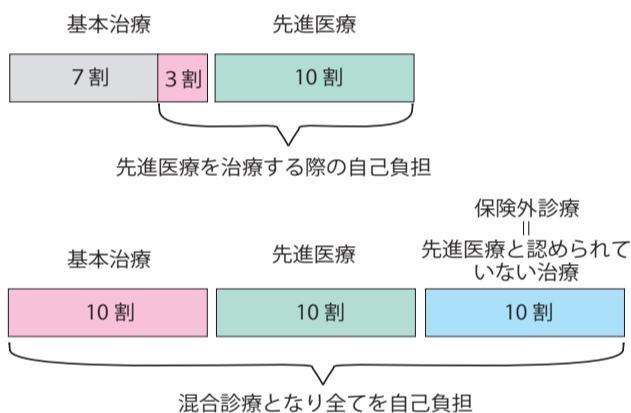 基本治療
先進医療
7割
3割
10割
先進医療を治療する際の自己負担
保険外診療
=
先進医療と認められて
いない治療
基本治療
先進医療
10割
10割
10割
混合診療となり全てを自己負担